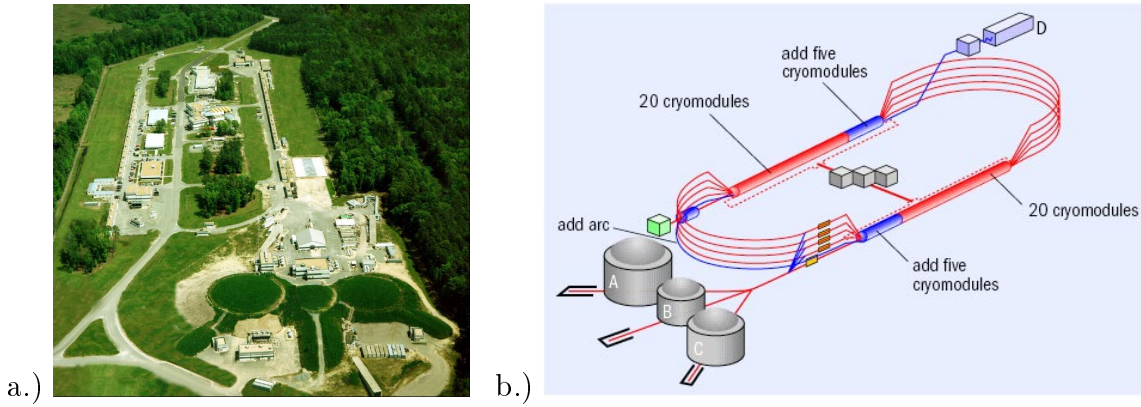 a.)
b.)
D
add five
cryomodules
20 cryomodules
20 cryomodules
add arc
add five
cryomodules
A
B
C